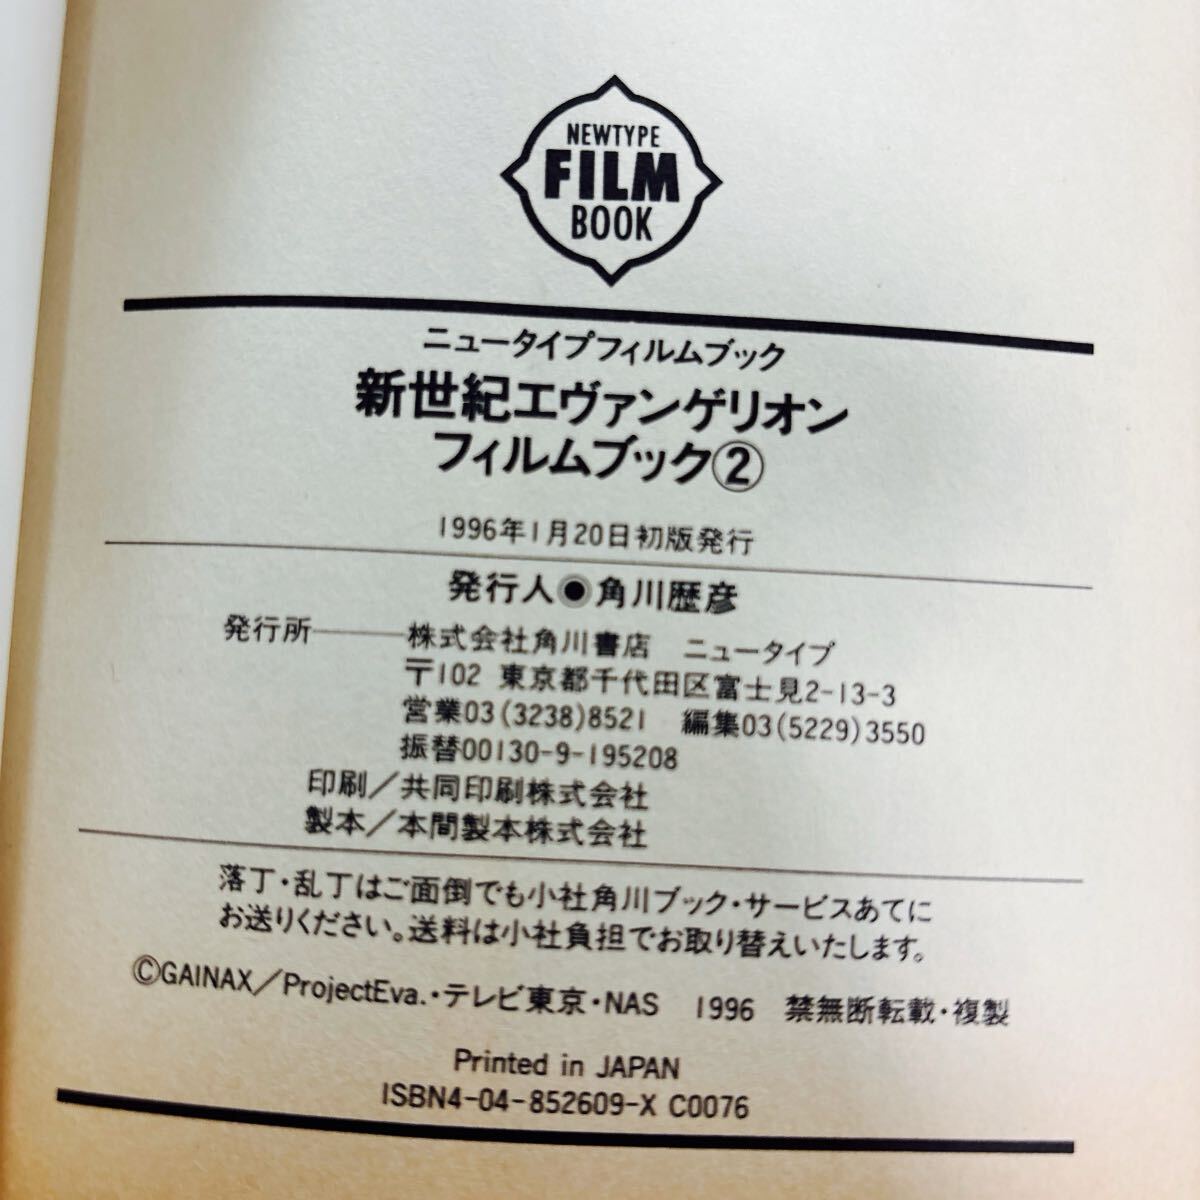 NEWTYPE
FILM
BOOK
ニュータイプフィルムブック
新世紀エヴァンゲリオン
フィルムブック②
1996年1月20日初版発行
発行人◉角川歴彦
発行所――株式会社角川書店 ニュータイプ
〒102 東京都千代田区富士見2-13-3
営業03(3238)8521 編集03(5229)3550
振替00130-9-195208
印刷／共同印刷株式会社
製本／本間製本株式会社
落丁・乱丁はご面倒でも小社角川ブック・サービスあてに
お送りください。送料は小社負担でお取り替えいたします。
©GAINAX／ProjectEva.・テレビ東京・NAS 1996 禁無断転載・複製
Printed in JAPAN
ISBN4-04-852609-X C0076